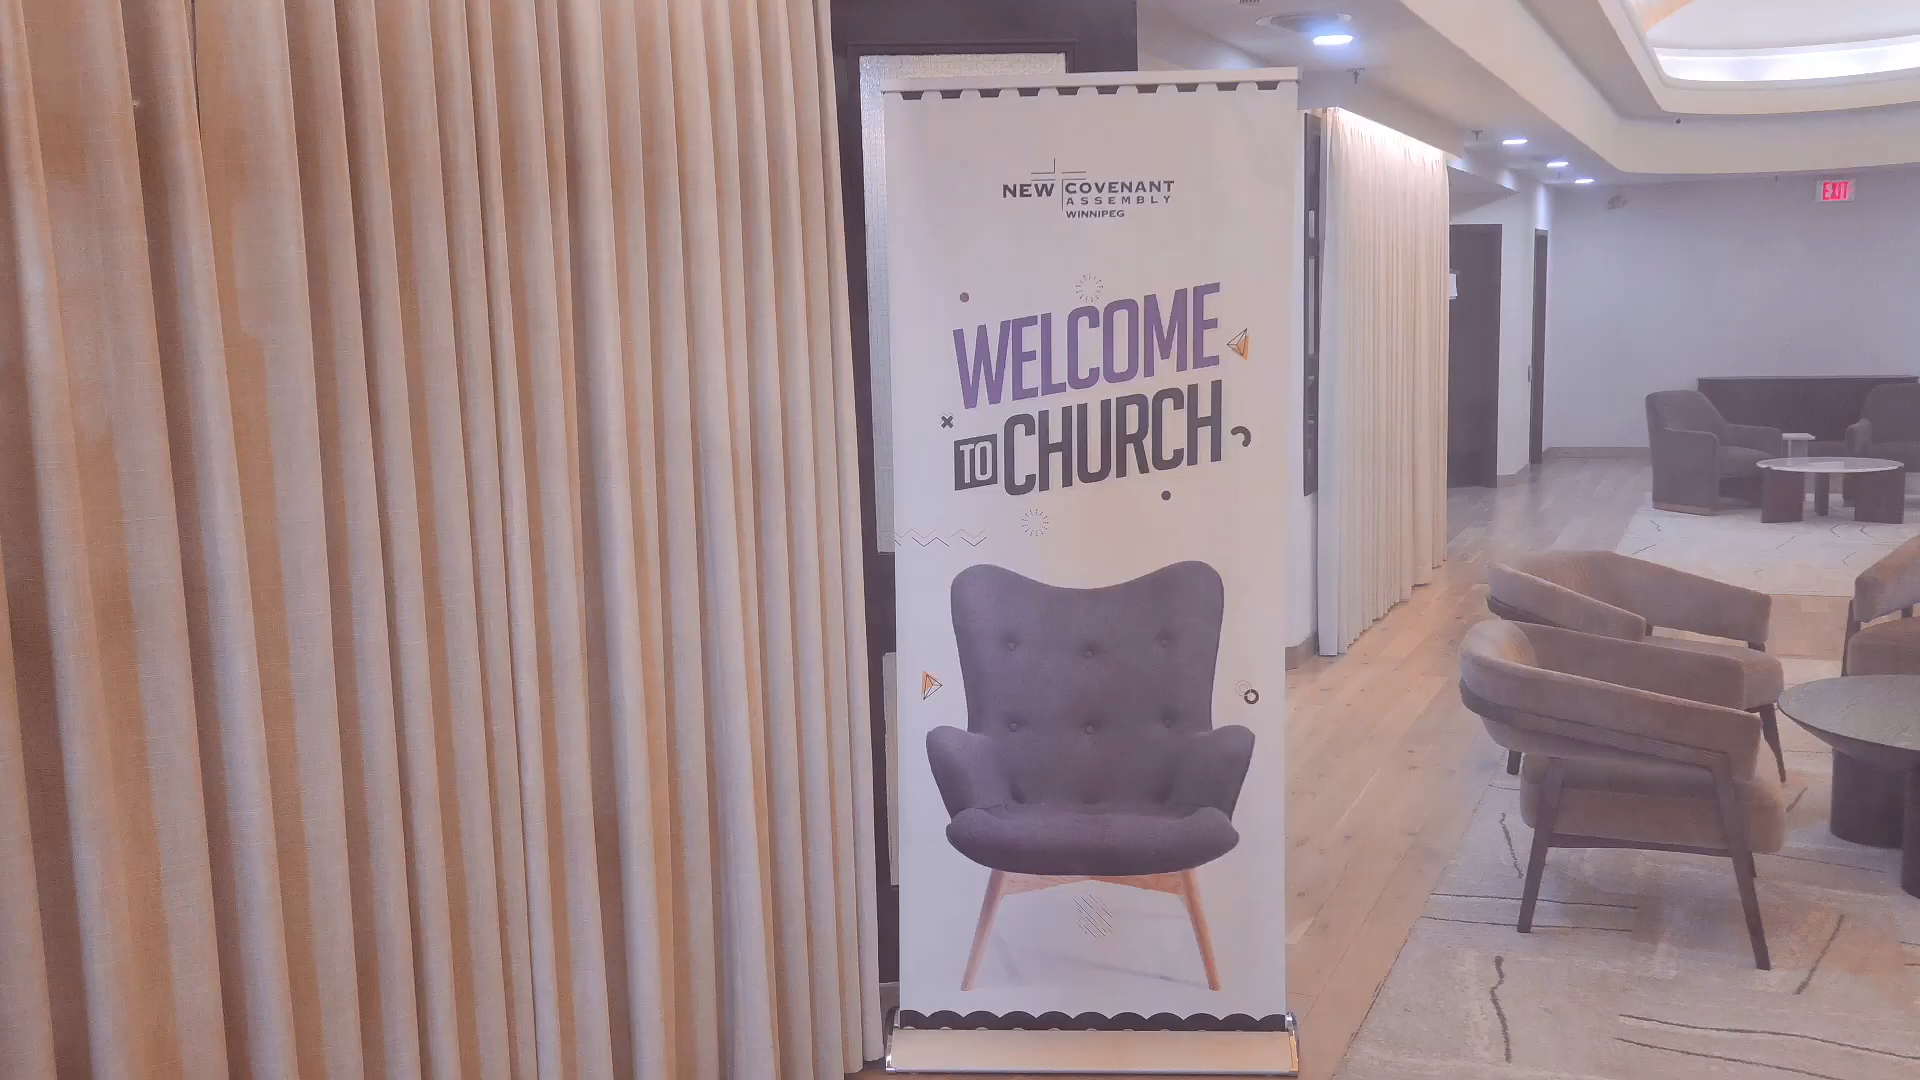 NEW COVENANT
ASSEMBLY
WINNIPEG
WELCOME
TO CHURCH
EXIT